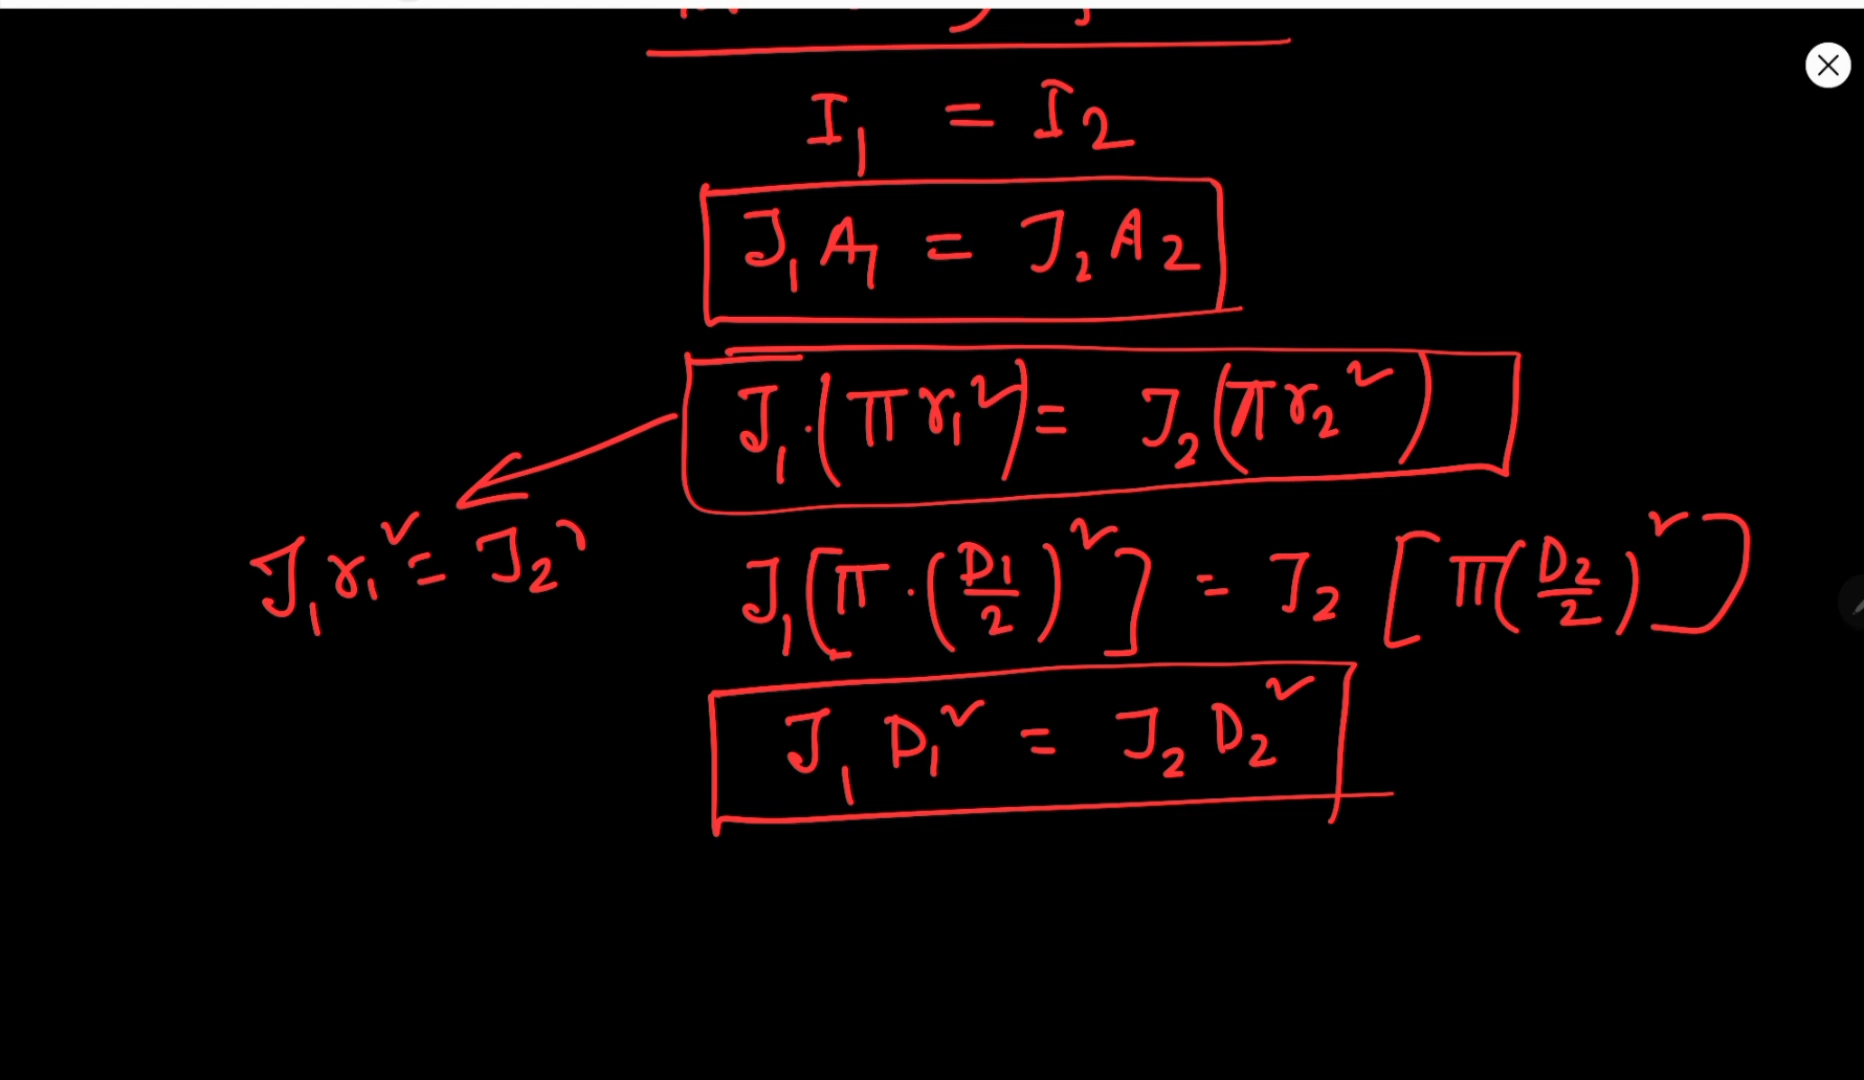 I₁ = I₂
J₁A₁ = J₂A₂
J₁·(πr₁²) = J₂(πr₂²)
J₁r₁² = J₂
J₁[π·(D₁/2)²] = J₂[π(D₂/2)²]
J₁D₁² = J₂D₂²